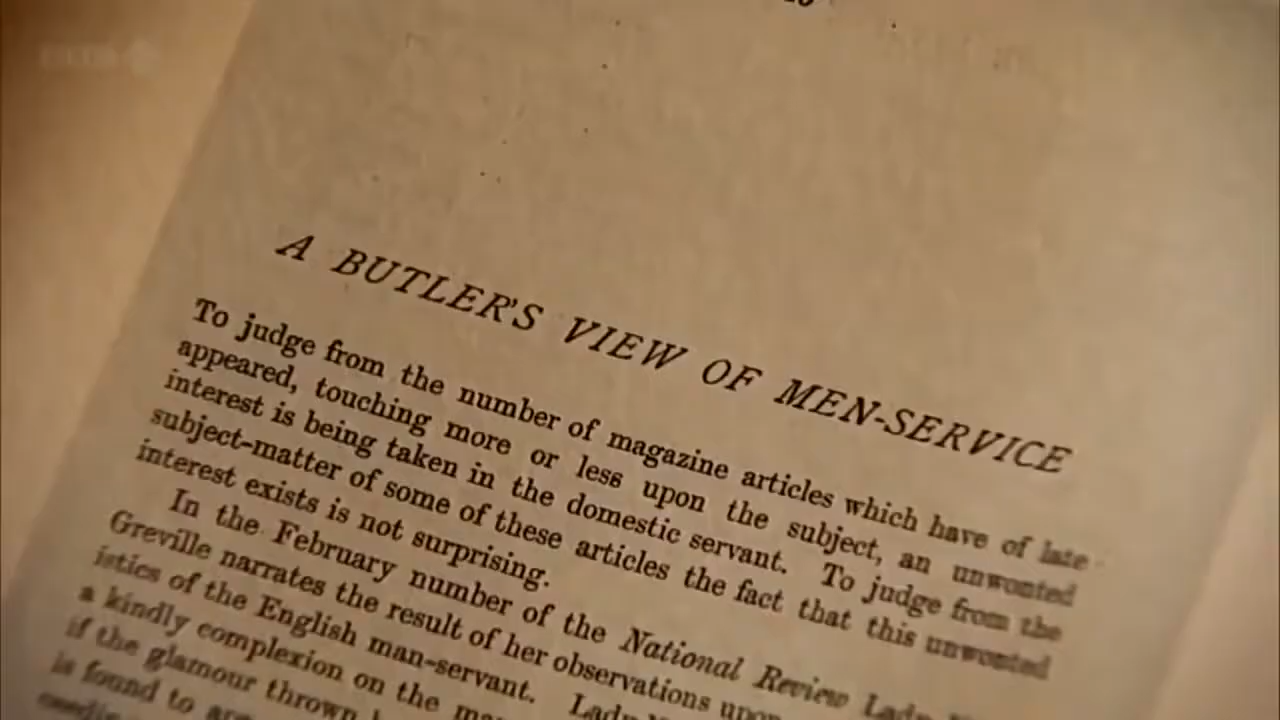 A BUTLER'S VIEW OF MEN-SERVICE
To judge from the number of magazine articles which have of late
appeared, touching more or less upon the subject, an unwonted
interest is being taken in the domestic servant. To judge from the
subject-matter of some of these articles the fact that this unwonted
interest exists is not surprising.
In the February number of the National Review Lady
Greville narrates the result of her observations upon
istics of the English man-servant. Lady
a kindly complexion on the
if the glamour thrown
is found to